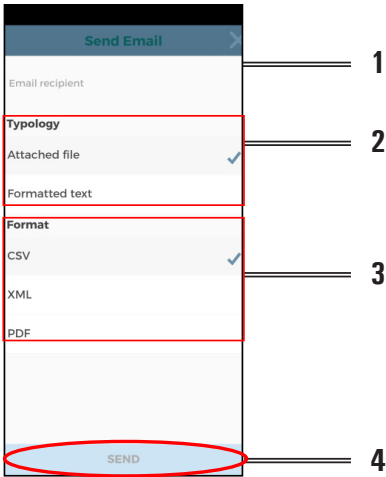 Send Email
1
Email recipient
Typology
2
Attached file
Formatted text
Format
CSV
3
XML
PDF
SEND
4